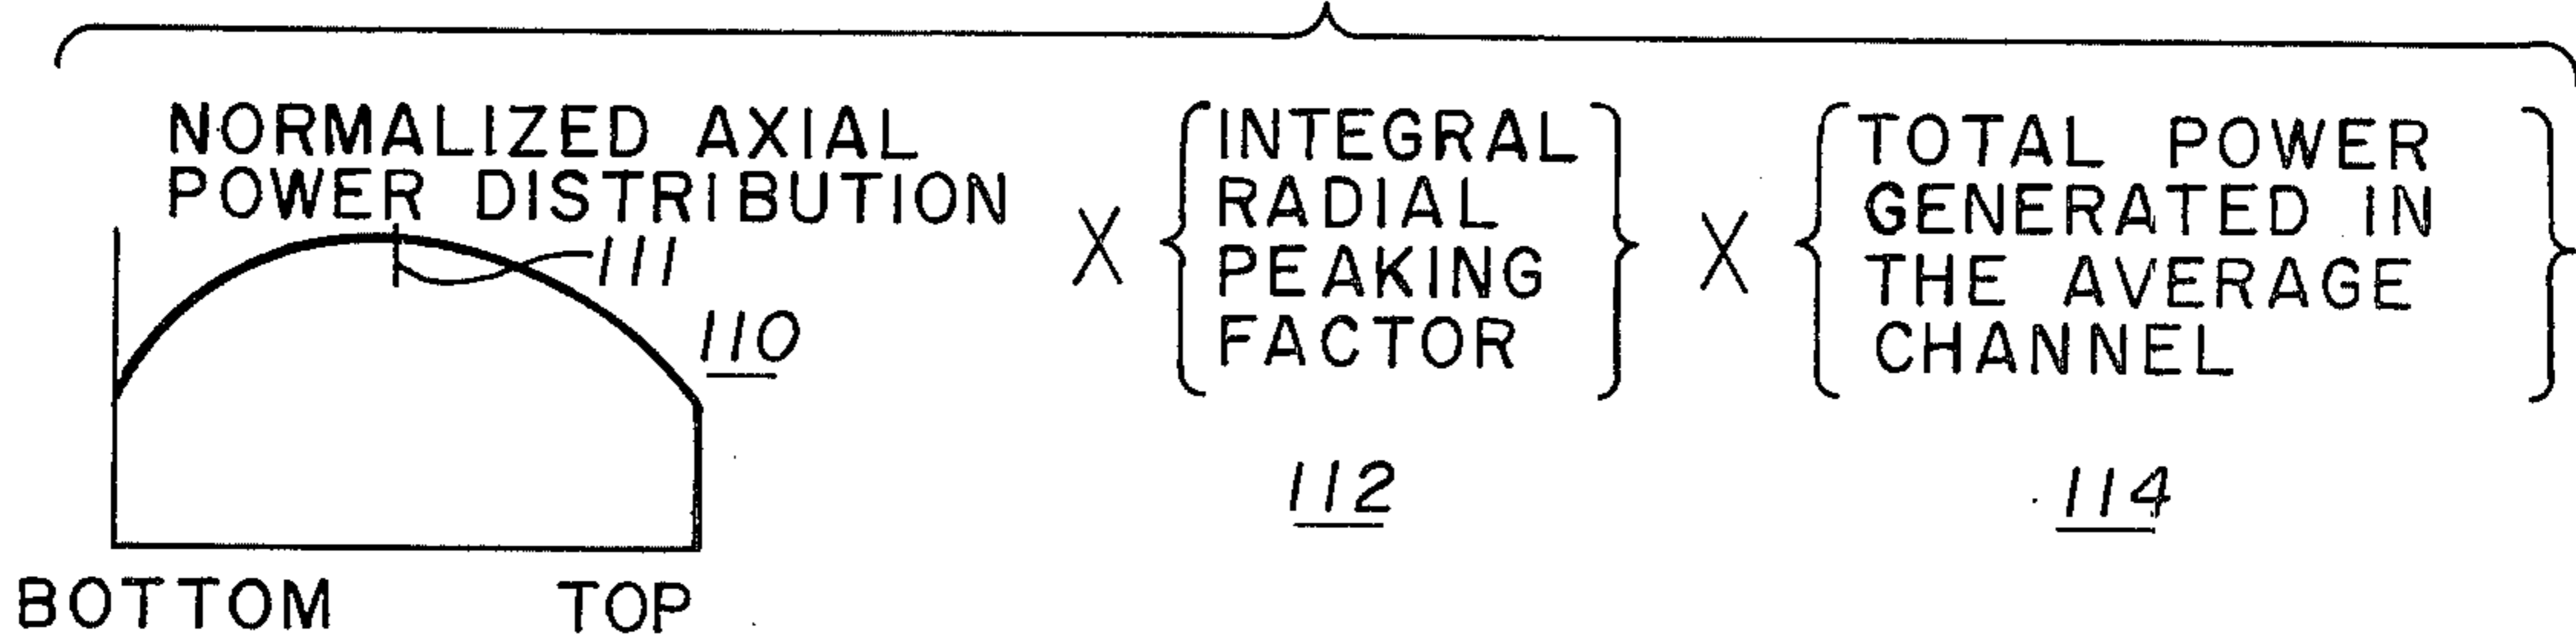 NORMALIZED AXIAL
POWER DISTRIBUTION
111
110
BOTTOM TOP
X
INTEGRAL
RADIAL
PEAKING
FACTOR
112
X
TOTAL POWER
GENERATED IN
THE AVERAGE
CHANNEL
114